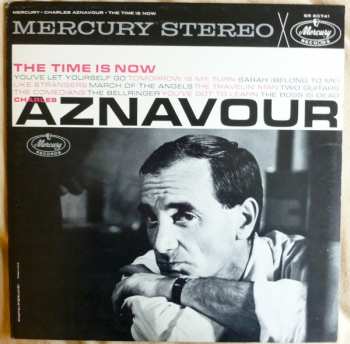 MERCURY • CHARLES AZNAVOUR • THE TIME IS NOW
SR 60741
MERCURY STEREO
Mercury
RECORDS
THE TIME IS NOW
YOU'VE LET YOURSELF GO TOMORROW IS MY TURN SARAH (BELONG TO ME)
LIKE STRANGERS MARCH OF THE ANGELS THE TRAVELIN' MAN TWO GUITARS
THE COMEDIANS THE BELLRINGER YOU'VE GOT TO LEARN THE BOSS IS DEAD
CHARLES
AZNAVOUR
Mercury
RECORDS